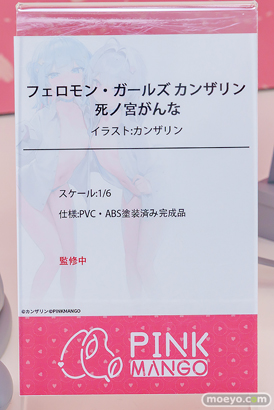 フェロモン・ガールズ カンザリン
死ノ宮がんな
イラスト:カンザリン
スケール:1/6
仕様:PVC・ABS塗装済み完成品
監修中
©カンザリン©PINKMANGO
PINK
MANGO
moeyo.com